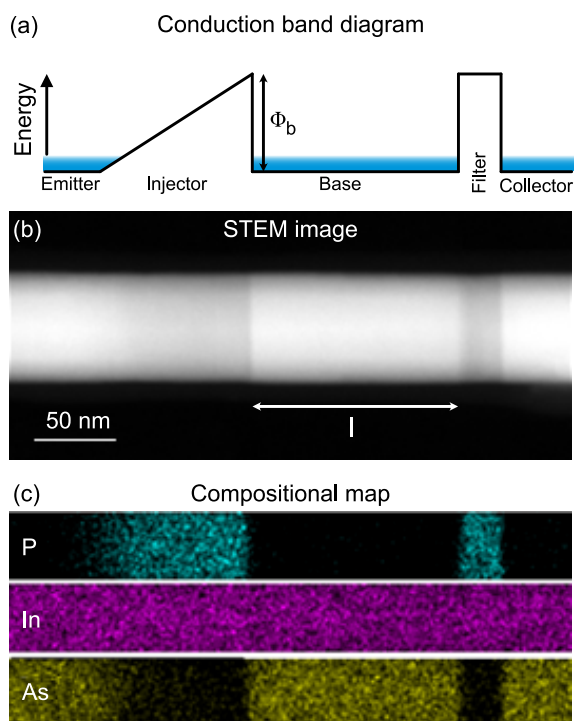 (a) Conduction band diagram
Energy
Φb
Emitter Injector Base Filter Collector
(b) STEM image
50 nm
l
(c) Compositional map
P
In
As